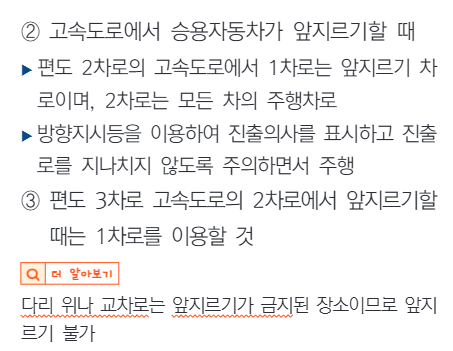 ② 고속도로에서 승용자동차가 앞지르기할 때
▶ 편도 2차로의 고속도로에서 1차로는 앞지르기 차
로이며, 2차로는 모든 차의 주행차로
▶ 방향지시등을 이용하여 진출의사를 표시하고 진출
로를 지나치지 않도록 주의하면서 주행
③ 편도 3차로 고속도로의 2차로에서 앞지르기할
때는 1차로를 이용할 것
더 알아보기
다리 위나 교차로는 앞지르기가 금지된 장소이므로 앞지
르기 불가